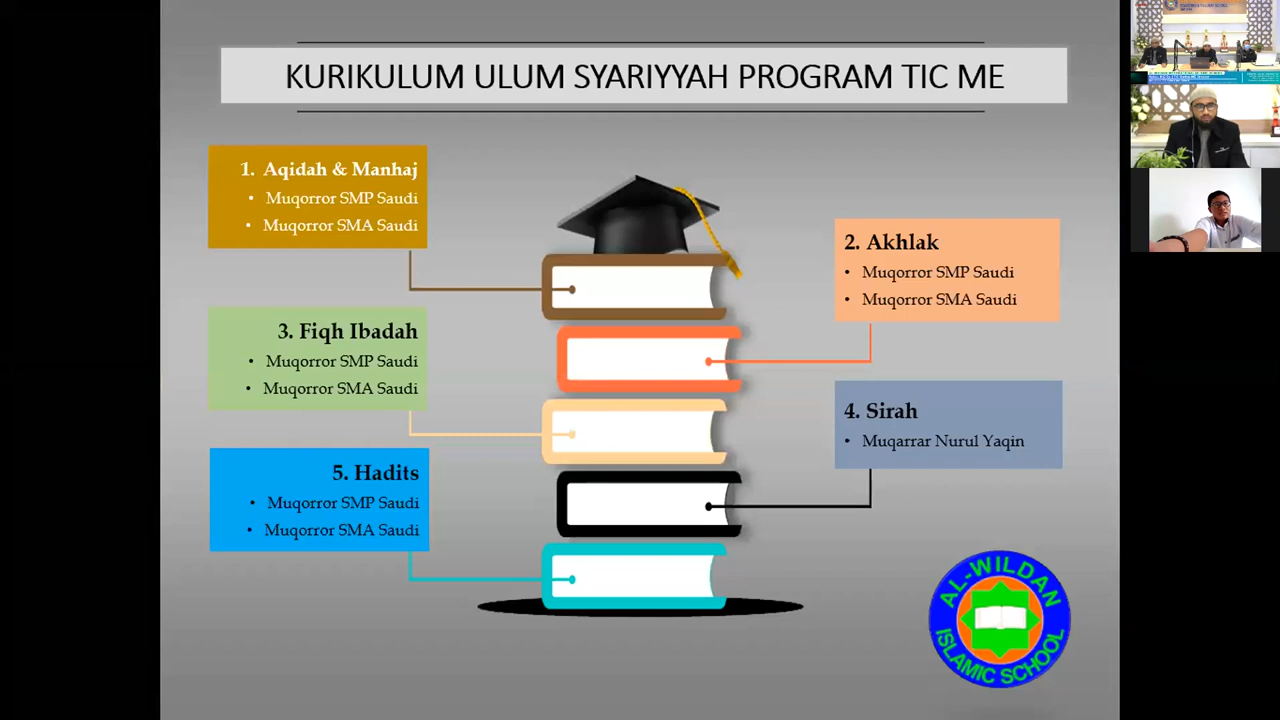 KURIKULUM ULUM SYARIYYAH PROGRAM TIC ME
1. Aqidah & Manhaj
• Muqorror SMP Saudi
• Muqorror SMA Saudi
2. Akhlak
• Muqorror SMP Saudi
• Muqorror SMA Saudi
3. Fiqh Ibadah
• Muqorror SMP Saudi
• Muqorror SMA Saudi
4. Sirah
• Muqarrar Nurul Yaqin
5. Hadits
• Muqorror SMP Saudi
• Muqorror SMA Saudi
AL-WILDAN
ISLAMIC SCHOOL